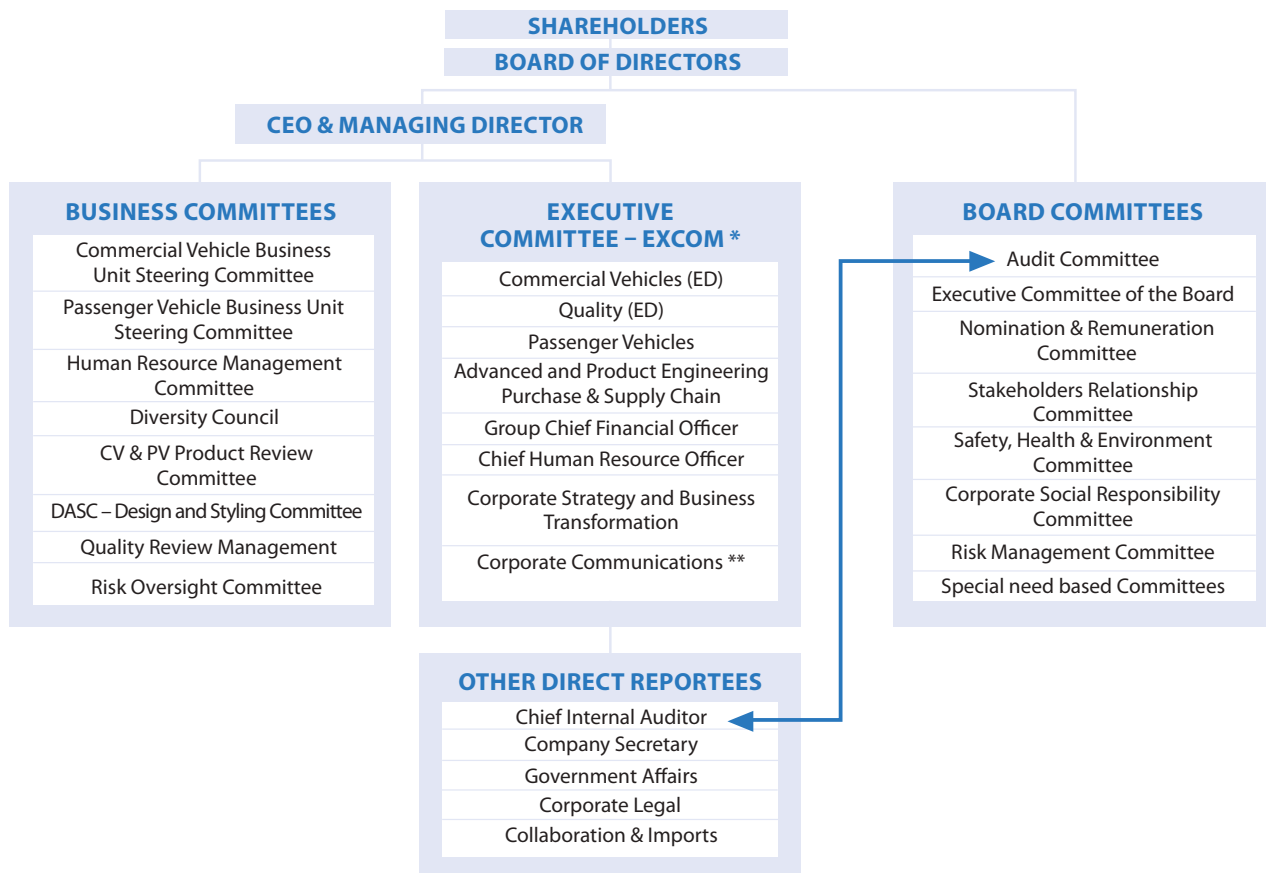 SHAREHOLDERS
BOARD OF DIRECTORS
CEO & MANAGING DIRECTOR
BUSINESS COMMITTEES
Commercial Vehicle Business
Unit Steering Committee
Passenger Vehicle Business Unit
Steering Committee
Human Resource Management
Committee
Diversity Council
CV & PV Product Review
Committee
DASC – Design and Styling Committee
Quality Review Management
Risk Oversight Committee
EXECUTIVE
COMMITTEE – EXCOM *
Commercial Vehicles (ED)
Quality (ED)
Passenger Vehicles
Advanced and Product Engineering
Purchase & Supply Chain
Group Chief Financial Officer
Chief Human Resource Officer
Corporate Strategy and Business
Transformation
Corporate Communications **
OTHER DIRECT REPORTEES
Chief Internal Auditor
Company Secretary
Government Affairs
Corporate Legal
Collaboration & Imports
BOARD COMMITTEES
Audit Committee
Executive Committee of the Board
Nomination & Remuneration
Committee
Stakeholders Relationship
Committee
Safety, Health & Environment
Committee
Corporate Social Responsibility
Committee
Risk Management Committee
Special need based Committees